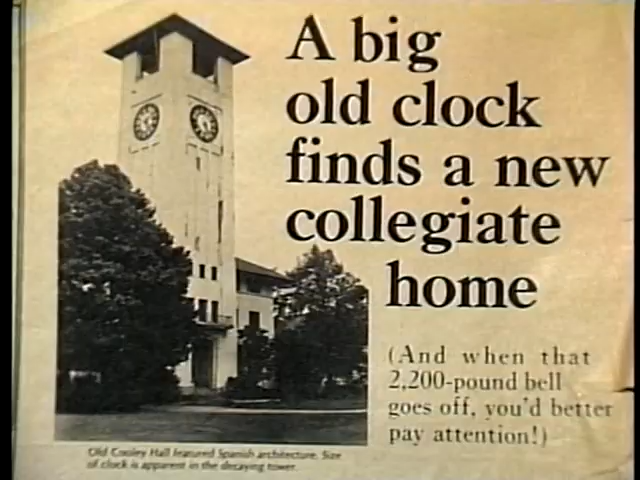 A big
old clock
finds a new
collegiate
home
(And when that
2,200-pound bell
goes off, you'd better
pay attention!)
Old Cooley Hall featured Spanish architecture. Size
of clock is apparent in the decaying tower.